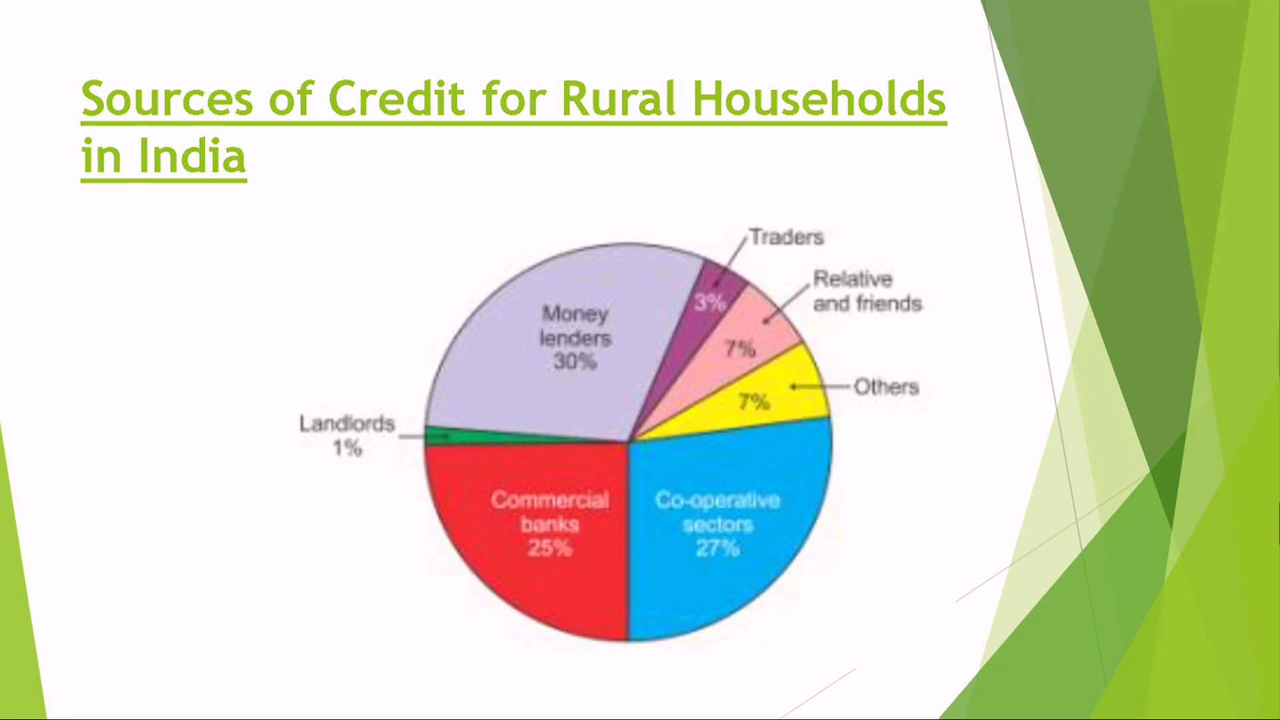 Sources of Credit for Rural Households
in India
Traders
3%
Relative
and friends
7%
Others
7%
Money
lenders
30%
Landlords
1%
Commercial
banks
25%
Co-operative
sectors
27%